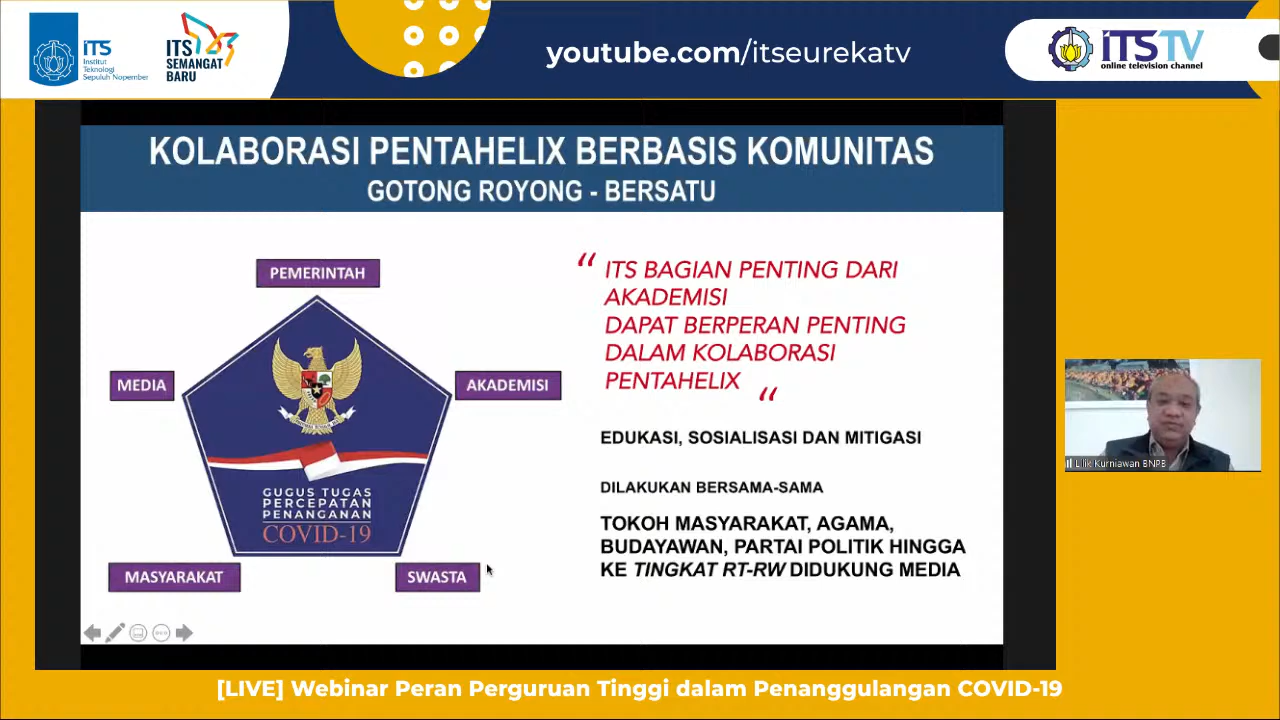 iTS
Institut
Teknologi
Sepuluh Nopember
ITS
SEMANGAT
BARU
youtube.com/itseurekatv
iTSTV
online television channel
KOLABORASI PENTAHELIX BERBASIS KOMUNITAS
GOTONG ROYONG - BERSATU
PEMERINTAH
MEDIA
AKADEMISI
GUGUS TUGAS
PERCEPATAN
PENANGANAN
COVID-19
MASYARAKAT
SWASTA
“ ITS BAGIAN PENTING DARI
AKADEMISI
DAPAT BERPERAN PENTING
DALAM KOLABORASI
PENTAHELIX “
EDUKASI, SOSIALISASI DAN MITIGASI
DILAKUKAN BERSAMA-SAMA
TOKOH MASYARAKAT, AGAMA,
BUDAYAWAN, PARTAI POLITIK HINGGA
KE TINGKAT RT-RW DIDUKUNG MEDIA
Lilik Kurniawan BNPB
[LIVE] Webinar Peran Perguruan Tinggi dalam Penanggulangan COVID-19